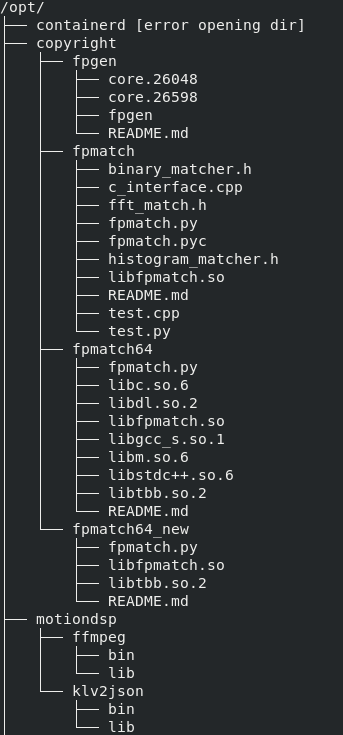 /opt/
├── containerd [error opening dir]
├── copyright
│   ├── fpgen
│   │   ├── core.26048
│   │   ├── core.26598
│   │   ├── fpgen
│   │   └── README.md
│   ├── fpmatch
│   │   ├── binary_matcher.h
│   │   ├── c_interface.cpp
│   │   ├── fft_match.h
│   │   ├── fpmatch.py
│   │   ├── fpmatch.pyc
│   │   ├── histogram_matcher.h
│   │   ├── libfpmatch.so
│   │   ├── README.md
│   │   ├── test.cpp
│   │   └── test.py
│   ├── fpmatch64
│   │   ├── fpmatch.py
│   │   ├── libc.so.6
│   │   ├── libdl.so.2
│   │   ├── libfpmatch.so
│   │   ├── libgcc_s.so.1
│   │   ├── libm.so.6
│   │   ├── libstdc++.so.6
│   │   ├── libtbb.so.2
│   │   └── README.md
│   └── fpmatch64_new
│       ├── fpmatch.py
│       ├── libfpmatch.so
│       ├── libtbb.so.2
│       └── README.md
├── motiondsp
│   ├── ffmpeg
│   │   ├── bin
│   │   └── lib
│   └── klv2json
│       ├── bin
│       └── lib